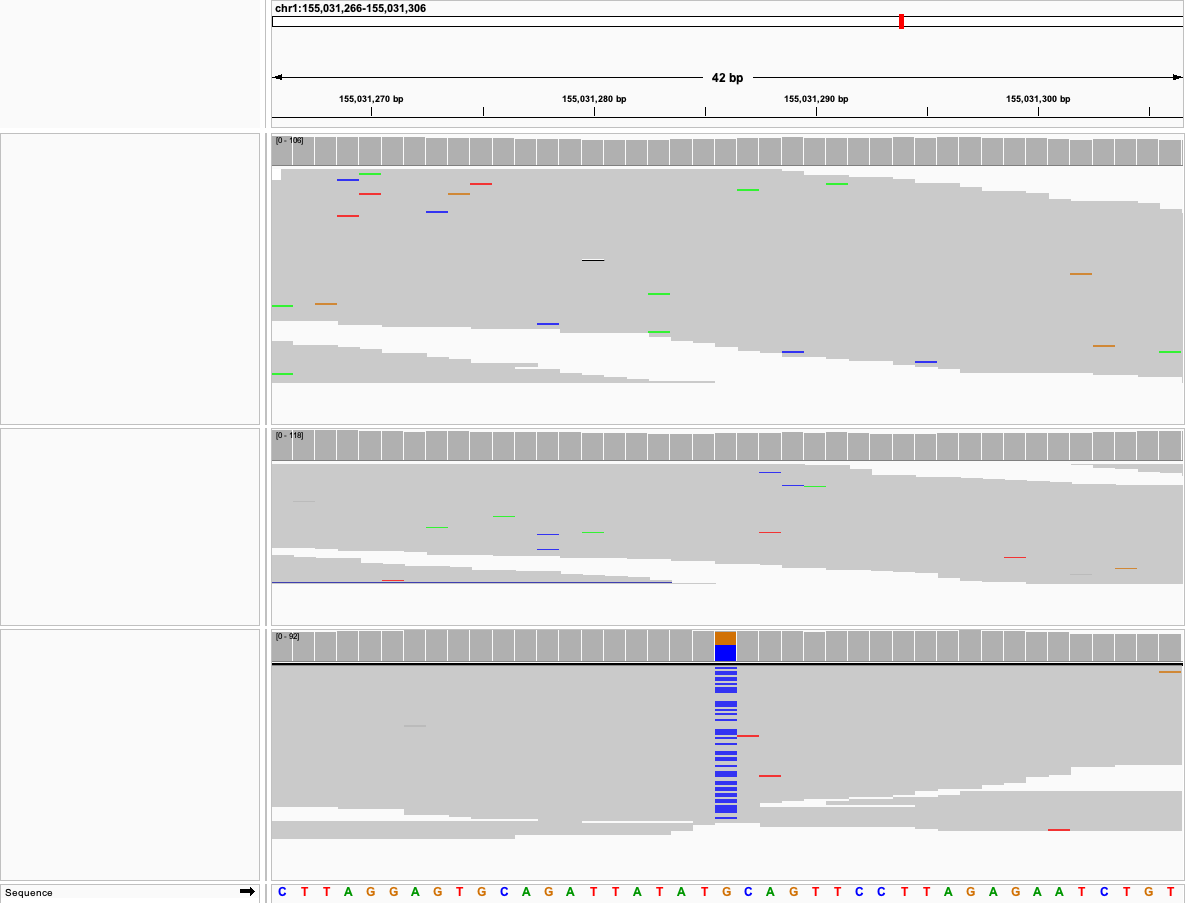 chr1:155,031,266-155,031,306
42 bp
155,031,270 bp 155,031,280 bp 155,031,290 bp 155,031,300 bp
[0 - 106]
[0 - 118]
[0 - 92]
Sequence C T T A G G A G T G C A G A T T A T A T G C A G T T C C T T A G A G A A T C T G T